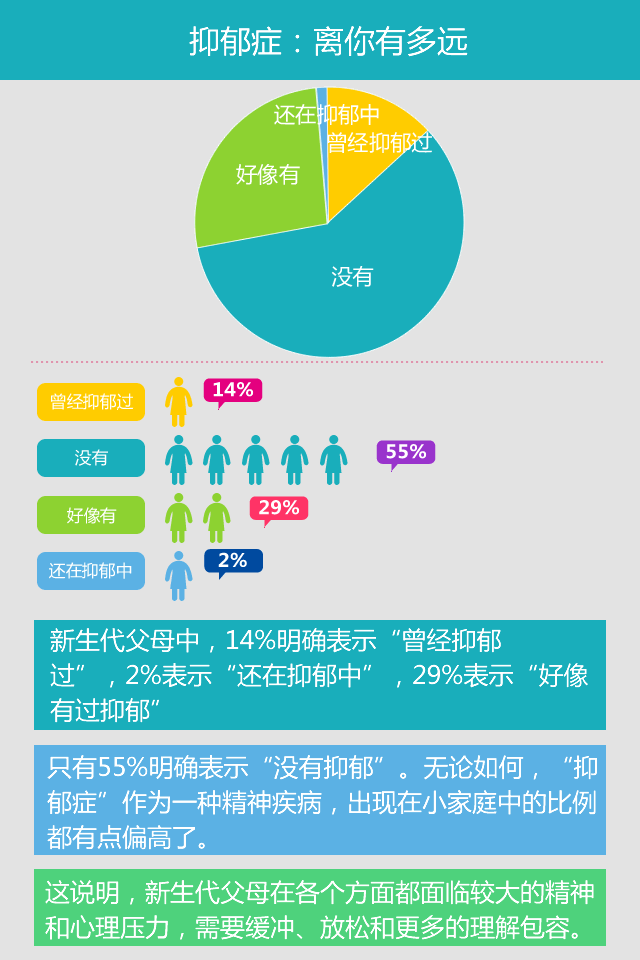 抑郁症：离你有多远
还在抑郁中
曾经抑郁过
好像有
没有
曾经抑郁过 14%
没有 55%
好像有 29%
还在抑郁中 2%
新生代父母中，14%明确表示“曾经抑郁
过”，2%表示“还在抑郁中”，29%表示“好像
有过抑郁”
只有55%明确表示“没有抑郁”。无论如何，“抑
郁症”作为一种精神疾病，出现在小家庭中的比例
都有点偏高了。
这说明，新生代父母在各个方面都面临较大的精神
和心理压力，需要缓冲、放松和更多的理解包容。